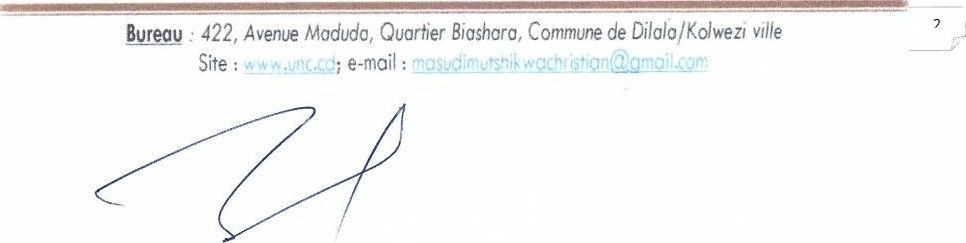 2
Bureau : 422, Avenue Maduda, Quartier Biashara, Commune de Dilala/Kolwezi ville
Site : www.unc.cd; e-mail : masudimutshikwachristian@gmail.com